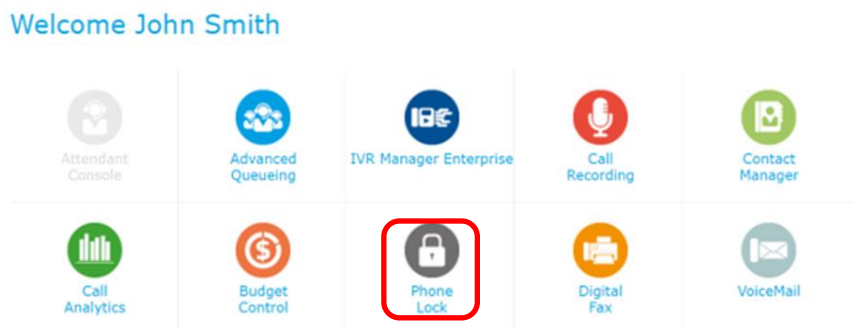 Welcome John Smith
Attendant
Console
Advanced
Queueing
IVR Manager Enterprise
Call
Recording
Contact
Manager
Call
Analytics
Budget
Control
Phone
Lock
Digital
Fax
VoiceMail